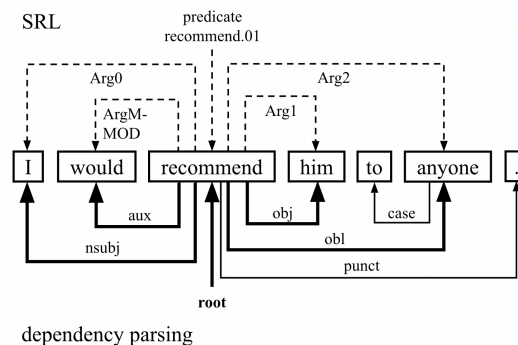 SRL
predicate
recommend.01
Arg0
Arg2
ArgM-
MOD
Arg1
I would recommend him to anyone .
aux
obj
case
nsubj
obl
punct
root
dependency parsing